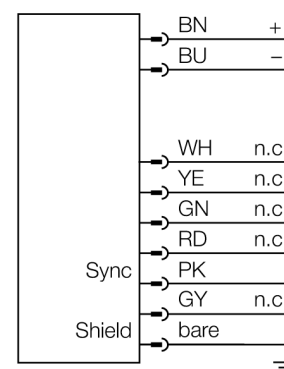 BN +
BU –
WH n.c
YE n.c
GN n.c
RD n.c
Sync PK
GY n.c
Shield bare